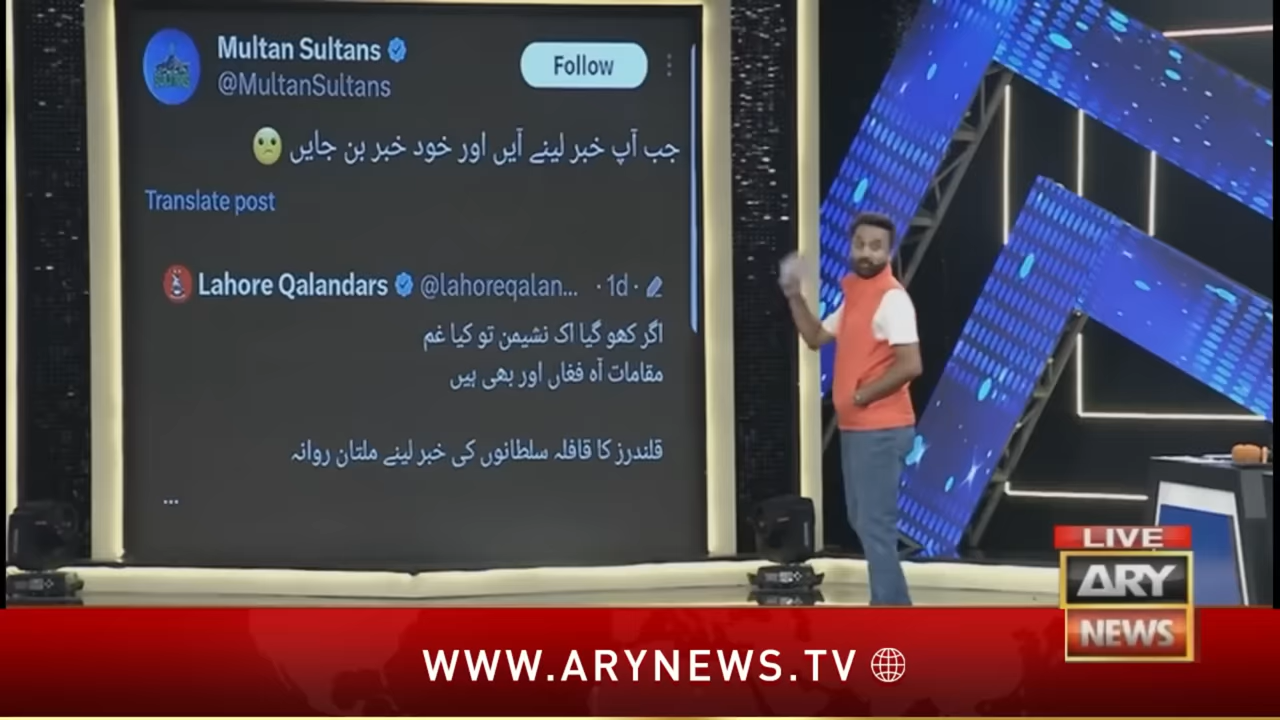 Multan Sultans
@MultanSultans
Follow
جب آپ خبر لینے آیں اور خود خبر بن جایں
Translate post
Lahore Qalandars @lahoreqalan... · 1d ·
اگر کھو گیا اک نشیمن تو کیا غم
مقامات آہ فغاں اور بھی ہیں
قلندرز کا قافلہ سلطانوں کی خبر لینے ملتان روانہ
...
LIVE
ARY
NEWS
WWW.ARYNEWS.TV